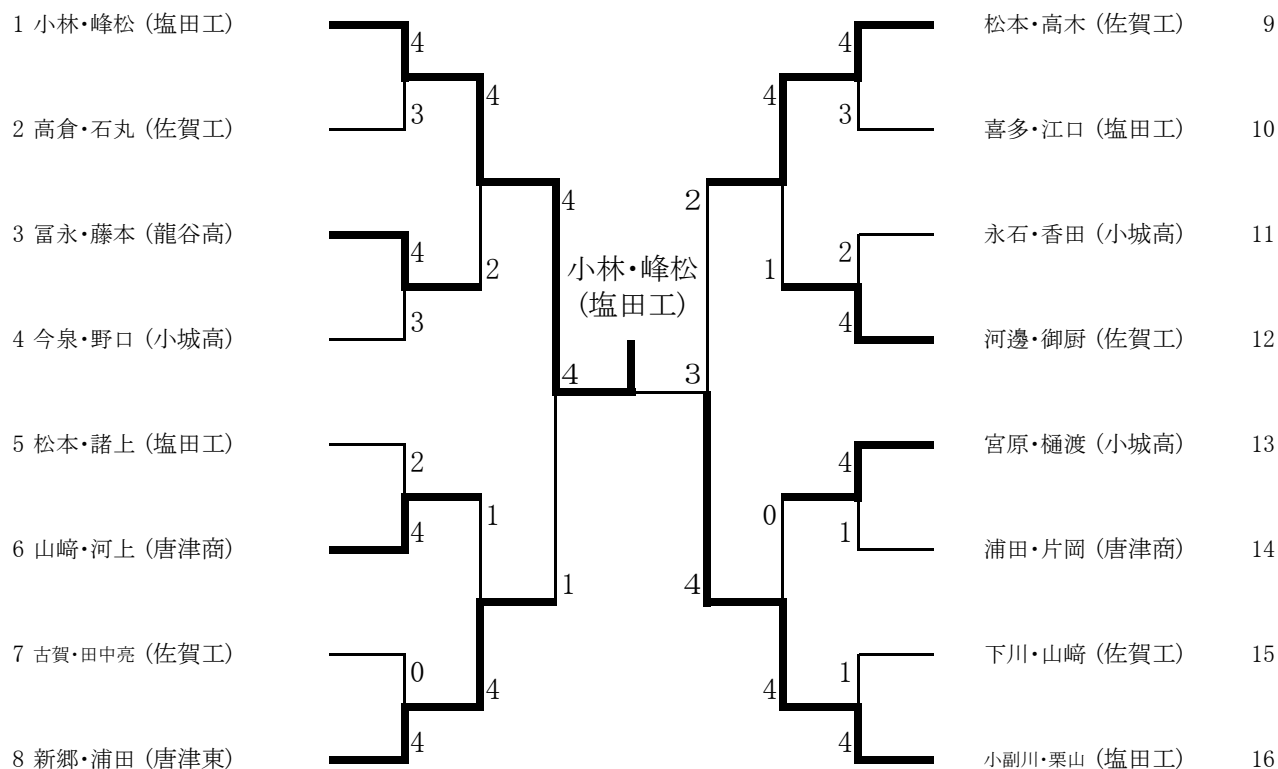 1 小林・峰松 (塩田工)
4
4
3
2 高倉・石丸 (佐賀工)
4
3 冨永・藤本 (龍谷高)
4
2
3
4 今泉・野口 (小城高)
小林・峰松
(塩田工)
4
3
5 松本・諸上 (塩田工)
2
1
4
6 山﨑・河上 (唐津商)
1
7 古賀・田中亮 (佐賀工)
0
4
4
8 新郷・浦田 (唐津東)
松本・高木 (佐賀工) 9
4
4
3
喜多・江口 (塩田工) 10
2
永石・香田 (小城高) 11
2
1
4
河邊・御厨 (佐賀工) 12
宮原・樋渡 (小城高) 13
4
0
1
浦田・片岡 (唐津商) 14
4
下川・山﨑 (佐賀工) 15
1
4
4
小副川・栗山 (塩田工) 16